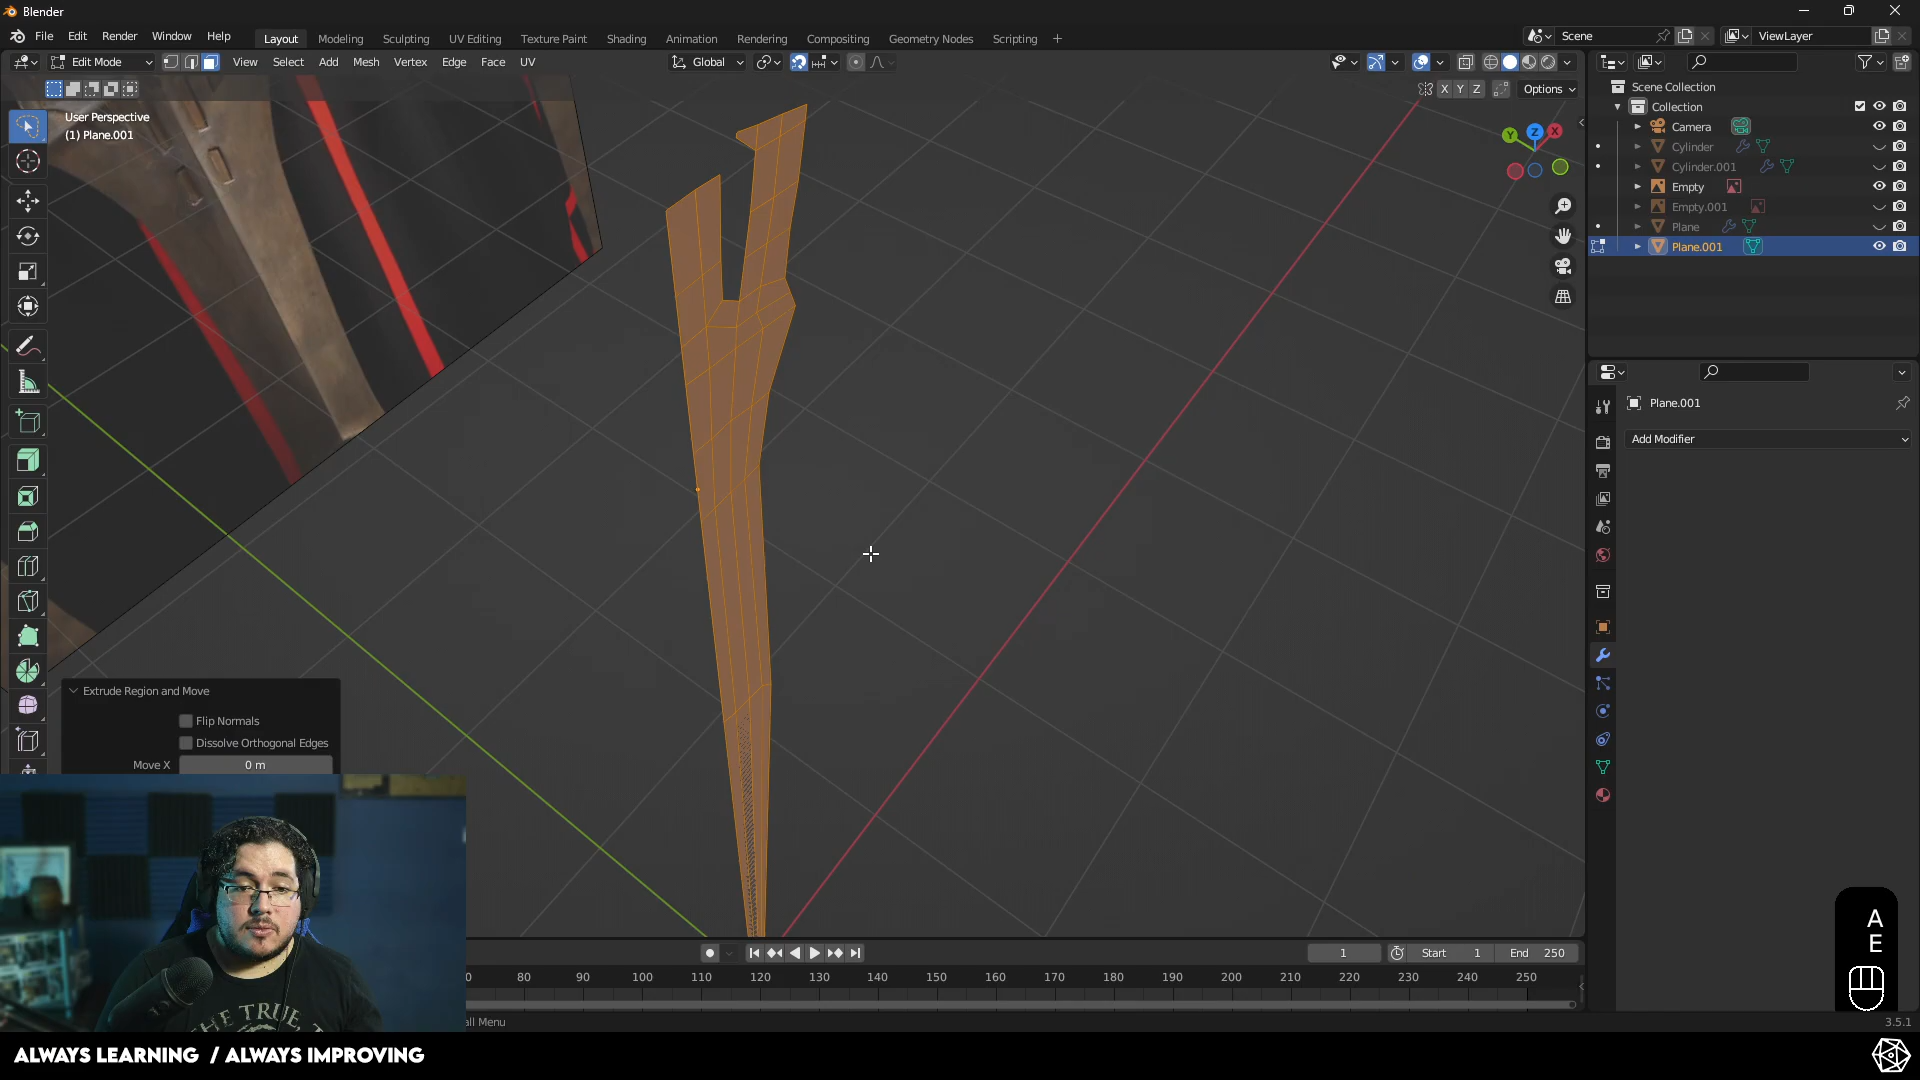 Blender
File Edit Render Window Help
Layout Modeling Sculpting UV Editing Texture Paint Shading Animation Rendering Compositing Geometry Nodes Scripting +
Scene
ViewLayer
Edit Mode
View Select Add Mesh Vertex Edge Face UV
Global
X Y Z
Options
User Perspective
(1) Plane.001
Y Z X
Scene Collection
Collection
Camera
Cylinder
Cylinder.001
Empty
Empty.001
Plane
Plane.001
Plane.001
Add Modifier
Extrude Region and Move
Flip Normals
Dissolve Orthogonal Edges
Move X 0 m
A
E
1
Start 1
End 250
80 90 100 110 120 130 140 150 160 170 180 190 200 210 220 230 240 250
Menu
3.5.1
THE TRUE
ALWAYS LEARNING / ALWAYS IMPROVING